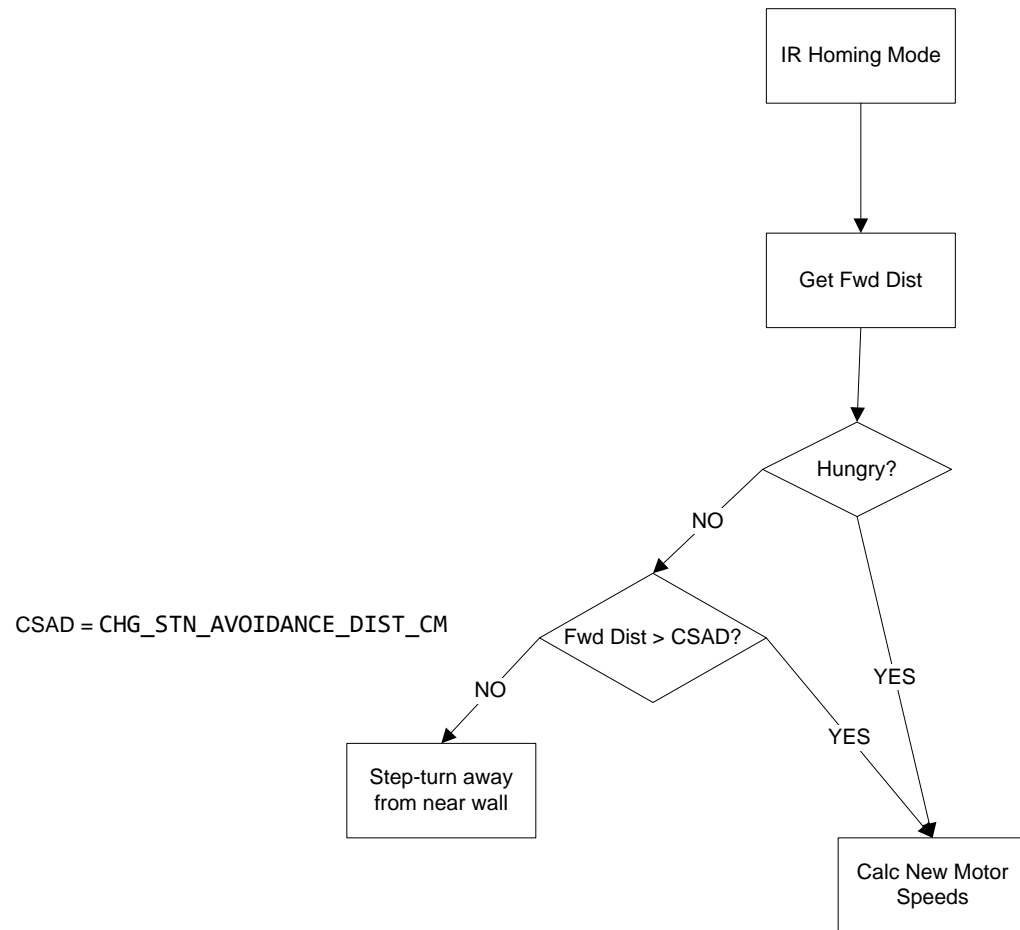 IR Homing Mode
Get Fwd Dist
Hungry?
NO
CSAD = CHG_STN_AVOIDANCE_DIST_CM
Fwd Dist > CSAD?
YES
NO
YES
Step-turn away
from near wall
Calc New Motor
Speeds